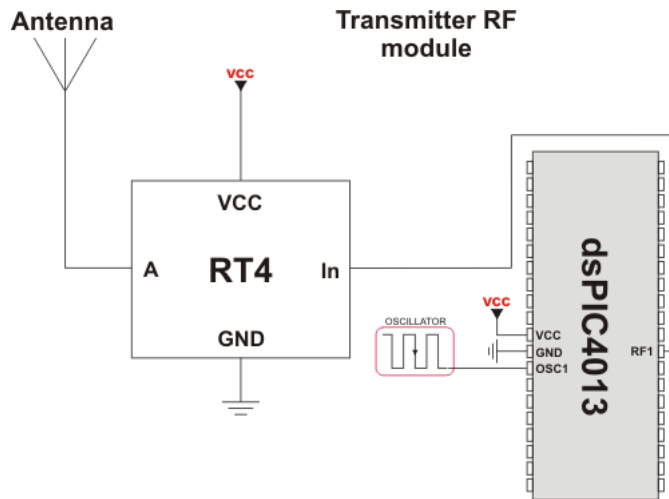 Antenna
Transmitter RF
module
vcc
VCC
A
RT4
In
GND
OSCILLATOR
vcc
VCC
GND
OSC1
RF1
dsPIC4013